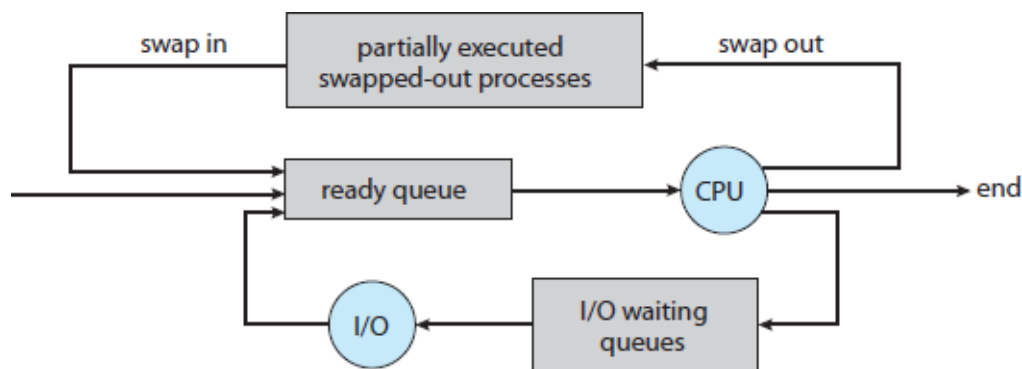 swap in
partially executed
swapped-out processes
swap out
ready queue
CPU
end
I/O
I/O waiting
queues